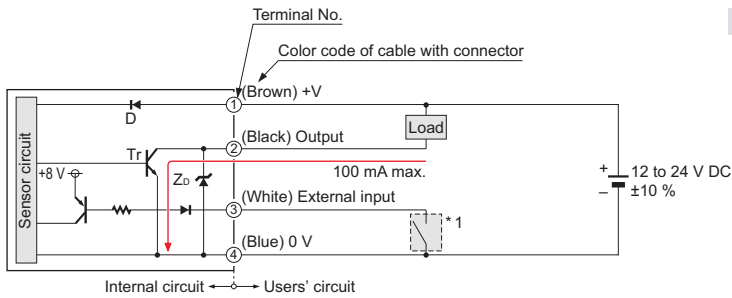 Terminal No.
Color code of cable with connector
(Brown) +V
1
D
Load
(Black) Output
2
Tr
Sensor circuit
+8 V
ZD
100 mA max.
+
–
12 to 24 V DC
±10 %
(White) External input
3
* 1
(Blue) 0 V
4
Internal circuit
Users' circuit